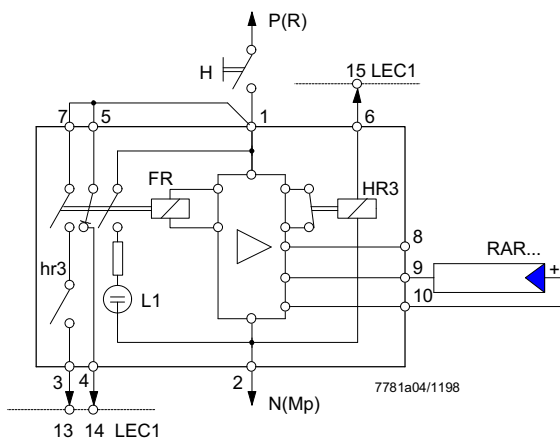 P(R)
H
15 LEC1
7 5 1 6
FR
HR3
8
RAR...
9
+
10
hr3
L1
3 4 2
7781a04/1198
N(Mp)
13 14 LEC1